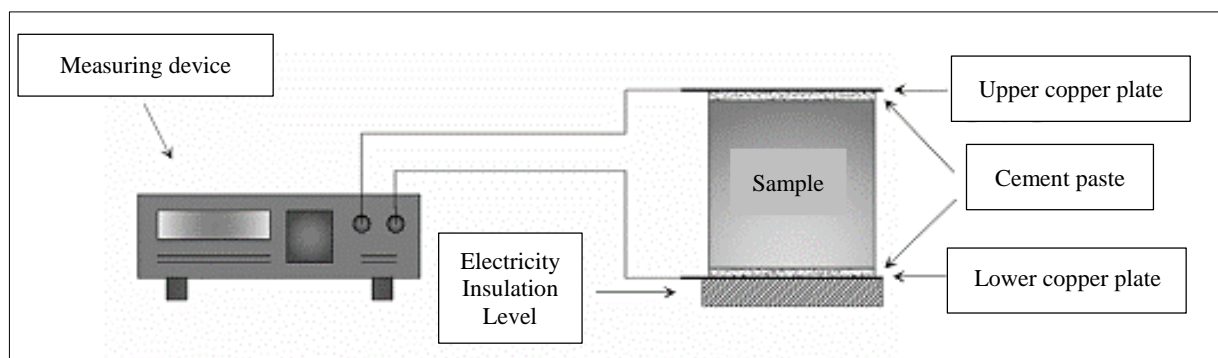 Measuring device
Upper copper plate
Sample
Cement paste
Electricity
Insulation
Level
Lower copper plate